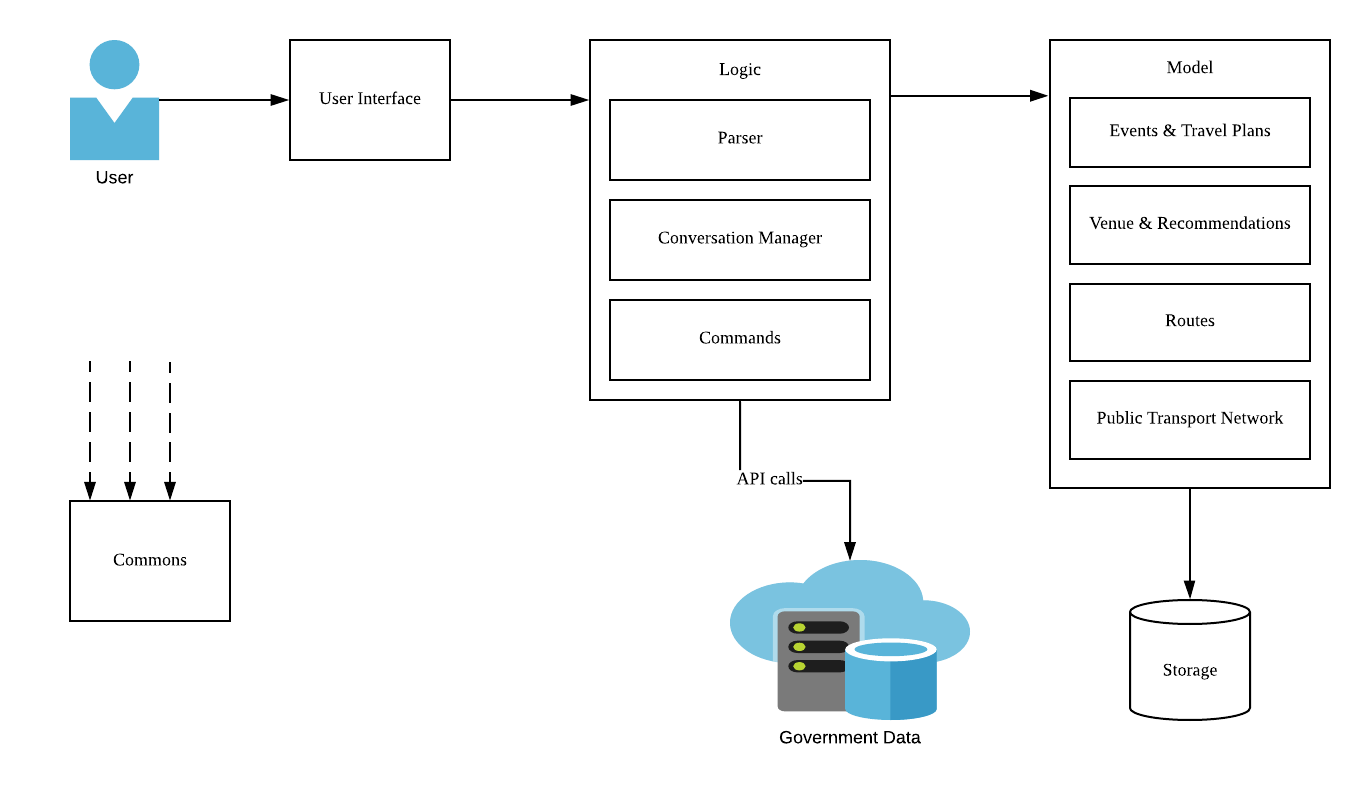 User
User Interface
Logic
Parser
Conversation Manager
Commands
Model
Events & Travel Plans
Venue & Recommendations
Routes
Public Transport Network
API calls
Commons
Government Data
Storage